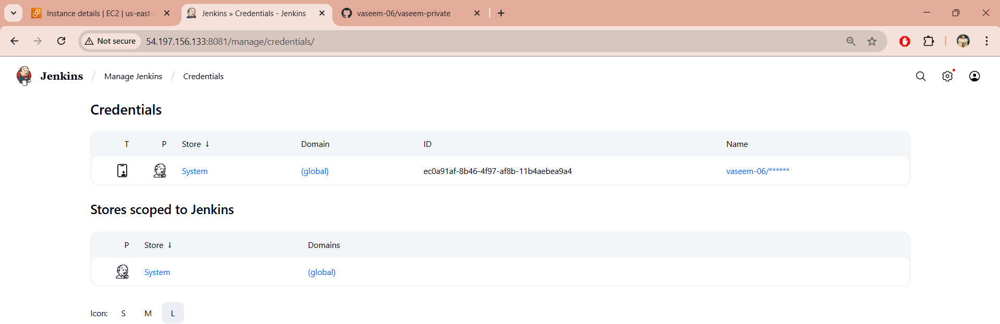 Instance details | EC2 | us-east-1
Jenkins » Credentials - Jenkins
vaseem-06/vaseem-private
Not secure
54.197.156.133:8081/manage/credentials/
Jenkins / Manage Jenkins / Credentials
Credentials
T P Store ↓ Domain ID Name
System (global) ec0a91af-8b46-4f97-af8b-11b4aebea9a4 vaseem-06/******
Stores scoped to Jenkins
P Store ↓ Domains
System (global)
Icon: S M L